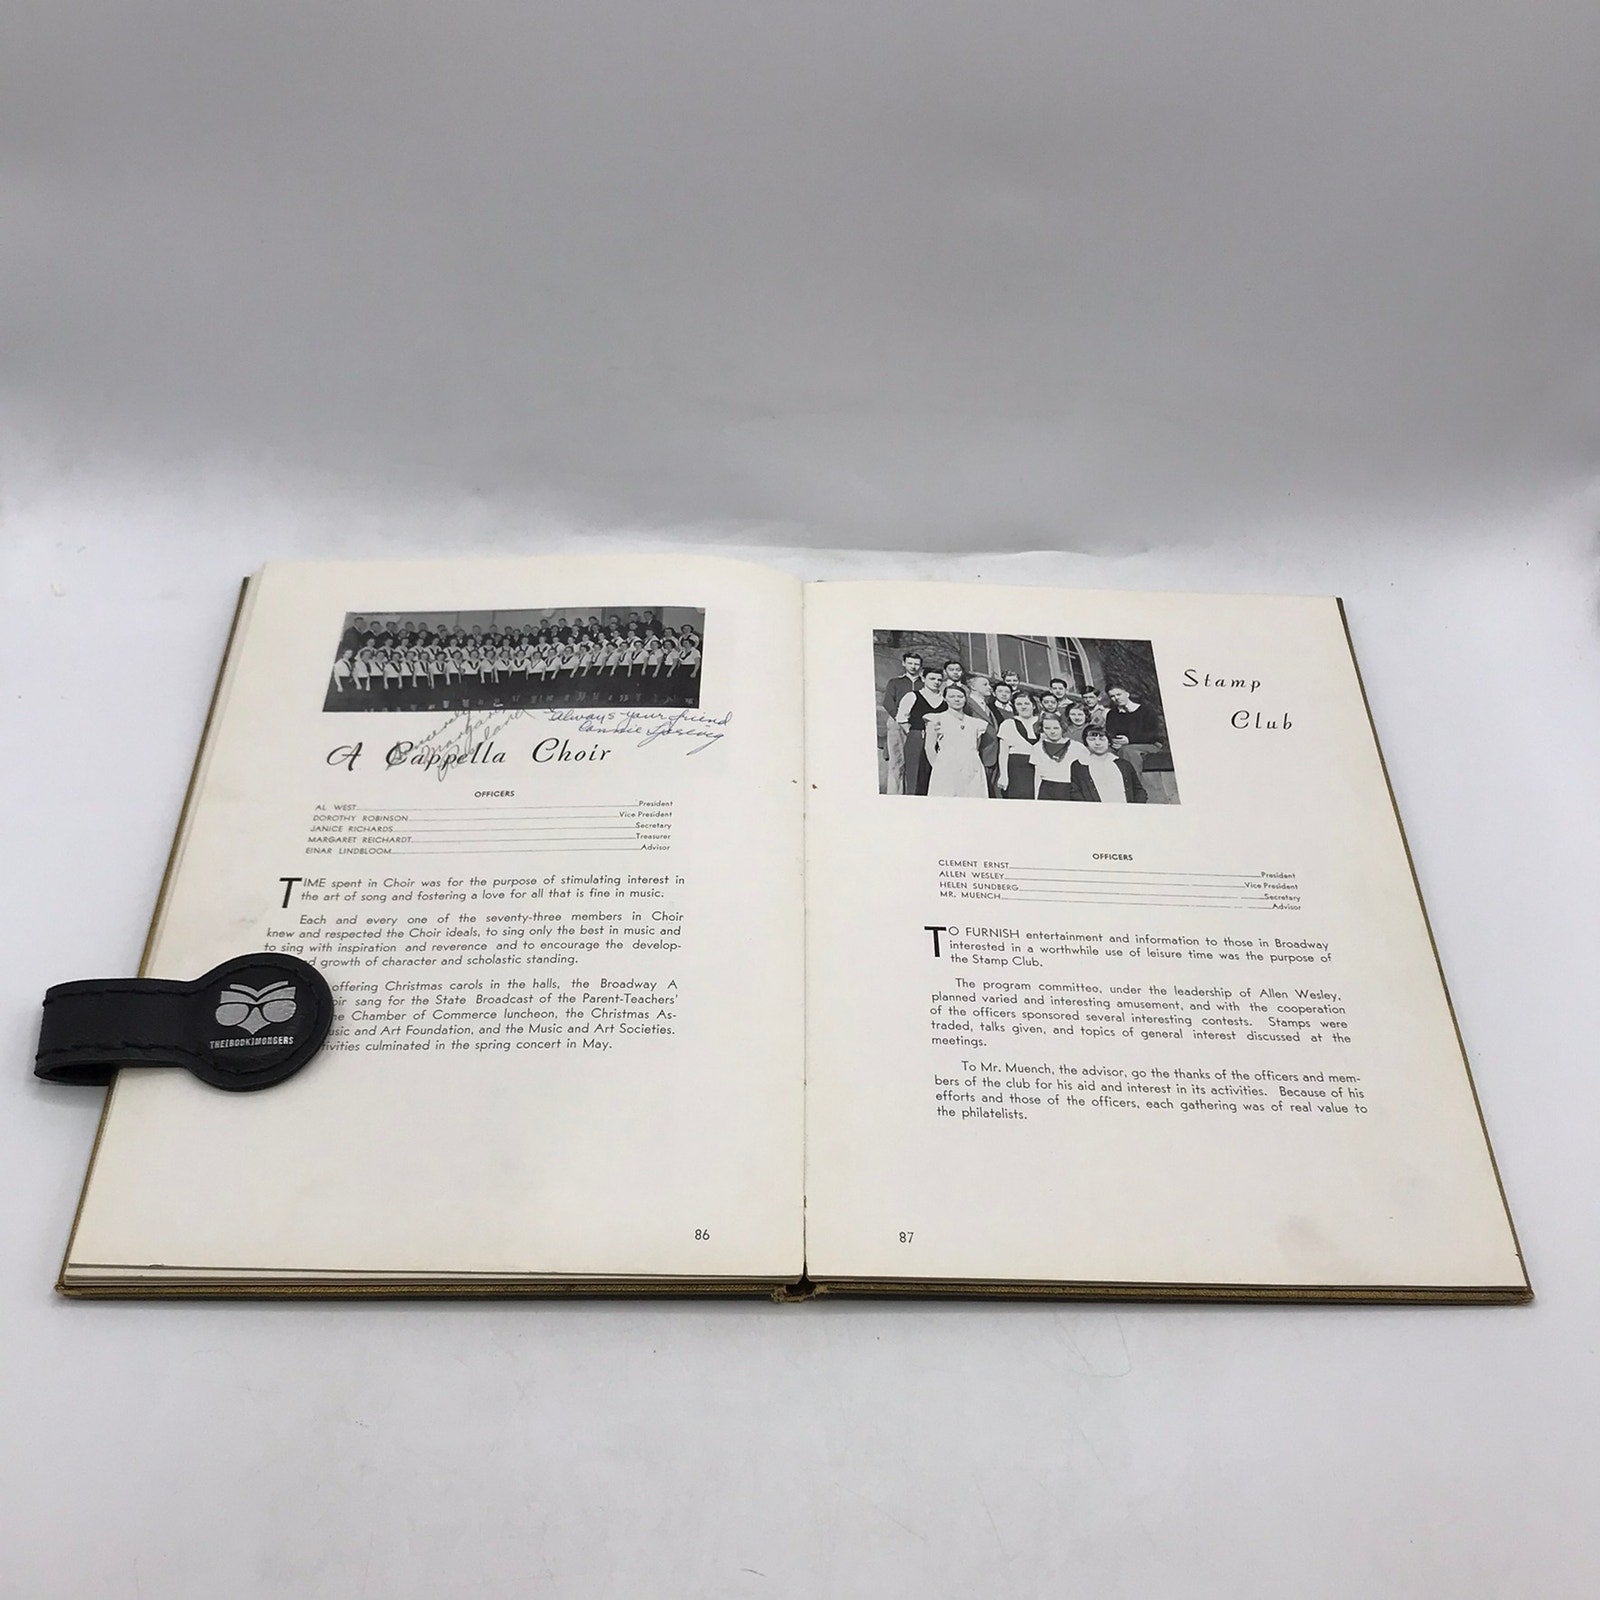 Always your friend
Connie Loring
A Cappella Choir
OFFICERS
AL WEST President
DOROTHY ROBINSON Vice President
JANICE RICHARDS Secretary
MARGARET REICHARDT Treasurer
EINAR LINDBLOOM Advisor
TIME spent in Choir was for the purpose of stimulating interest in
the art of song and fostering a love for all that is fine in music.
Each and every one of the seventy-three members in Choir
knew and respected the Choir ideals, to sing only the best in music and
to sing with inspiration and reverence and to encourage the develop-
growth of character and scholastic standing.
offering Christmas carols in the halls, the Broadway A
sang for the State Broadcast of the Parent-Teachers'
Chamber of Commerce luncheon, the Christmas As-
and Art Foundation, and the Music and Art Societies.
culminated in the spring concert in May.
THE[BOOK]MONGERS
86
Stamp
Club
OFFICERS
CLEMENT ERNST President
ALLEN WESLEY Vice President
HELEN SUNDBERG Secretary
MR. MUENCH Advisor
TO FURNISH entertainment and information to those in Broadway
interested in a worthwhile use of leisure time was the purpose of
the Stamp Club.
The program committee, under the leadership of Allen Wesley,
planned varied and interesting amusement, and with the cooperation
of the officers sponsored several interesting contests. Stamps were
traded, talks given, and topics of general interest discussed at the
meetings.
To Mr. Muench, the advisor, go the thanks of the officers and mem-
bers of the club for his aid and interest in its activities. Because of his
efforts and those of the officers, each gathering was of real value to
the philatelists.
87